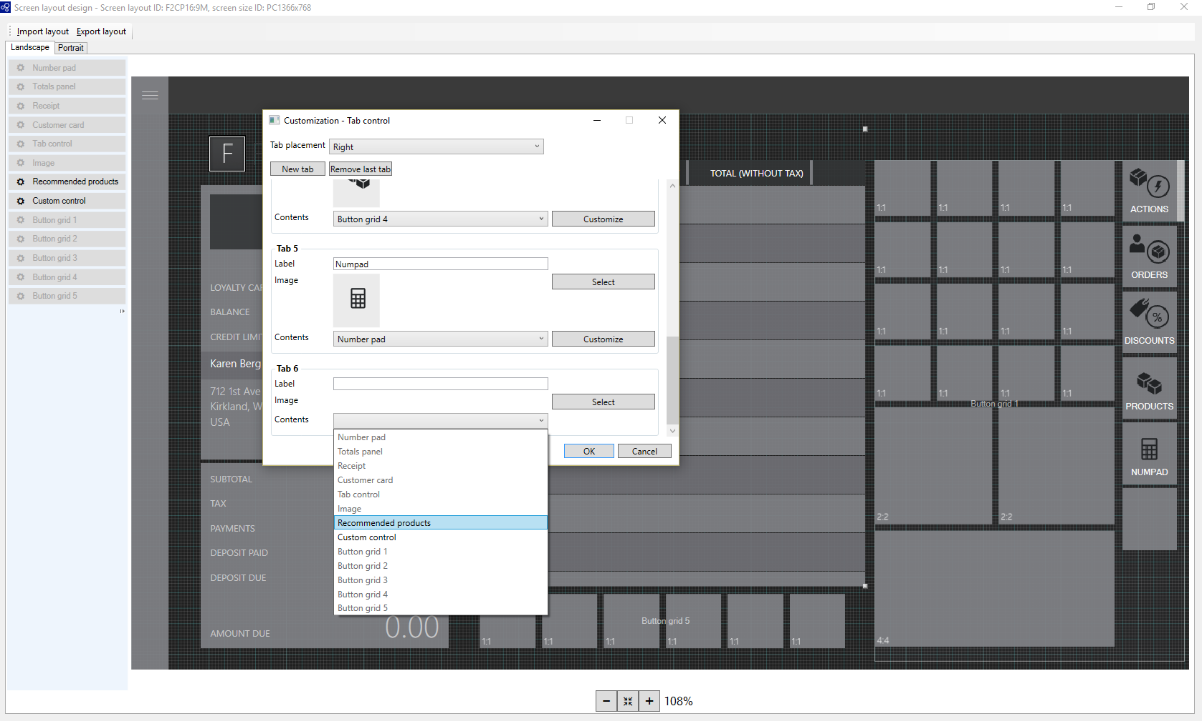 Screen layout design - Screen layout ID: F2CP16:9M, screen size ID: PC1366x768
Import layout Export layout
Landscape Portrait
Number pad
Totals panel
Receipt
Customer card
Tab control
Image
Recommended products
Custom control
Button grid 1
Button grid 2
Button grid 3
Button grid 4
Button grid 5
F
LOYALTY CA
BALANCE
CREDIT LIMI
Karen Berg
712 1st Ave
Kirkland, W
USA
SUBTOTAL
TAX
PAYMENTS
DEPOSIT PAID
DEPOSIT DUE
AMOUNT DUE
0.00
Customization - Tab control
Tab placement Right
New tab Remove last tab
Contents Button grid 4 Customize
Tab 5
Label Numpad
Image Select
Contents Number pad Customize
Tab 6
Label
Image Select
Contents
Number pad
Totals panel
Receipt
Customer card
Tab control
Image
Recommended products
Custom control
Button grid 1
Button grid 2
Button grid 3
Button grid 4
Button grid 5
OK Cancel
TOTAL (WITHOUT TAX)
1:1 1:1 1:1 1:1
1:1 1:1 1:1 1:1
1:1 1:1 1:1 1:1
1:1 1:1 1:1 1:1
Button grid 1
2:2 2:2
4:4
ACTIONS
ORDERS
DISCOUNTS
PRODUCTS
NUMPAD
Button grid 5
1:1 1:1 1:1 1:1 1:1 1:1
108%